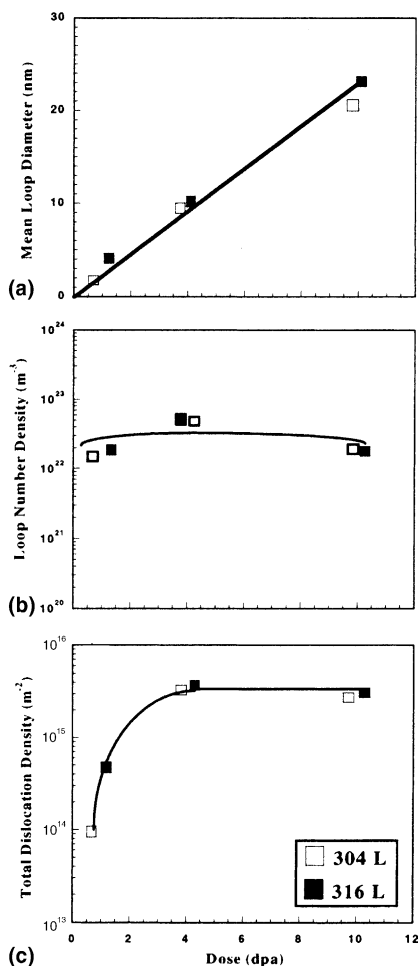 30
20
10
0
Mean Loop Diameter (nm)
(a)
10^24
10^23
10^22
10^21
10^20
Loop Number Density (m^-3)
(b)
10^16
10^15
10^14
10^13
Total Dislocation Density (m^-2)
304 L
316 L
0 2 4 6 8 10 12
(c)
Dose (dpa)